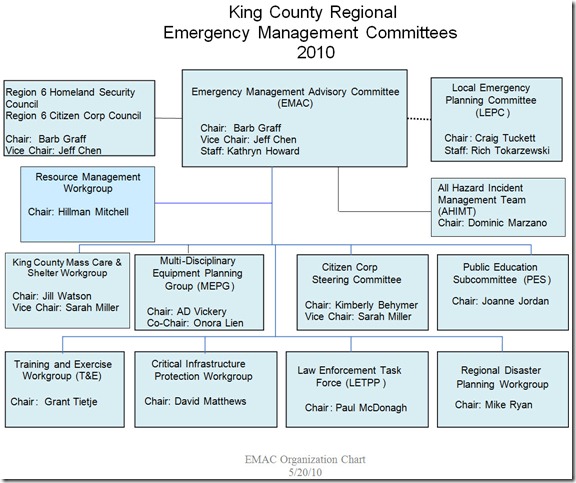 King County Regional
Emergency Management Committees
2010
Region 6 Homeland Security
Council
Region 6 Citizen Corp Council
Chair: Barb Graff
Vice Chair: Jeff Chen
Emergency Management Advisory Committee
(EMAC)
Chair: Barb Graff
Vice Chair: Jeff Chen
Staff: Kathryn Howard
Local Emergency
Planning Committee
(LEPC)
Chair: Craig Tuckett
Staff: Rich Tokarzewski
Resource Management
Workgroup
Chair: Hillman Mitchell
All Hazard Incident
Management Team
(AHIMT)
Chair: Dominic Marzano
King County Mass Care &
Shelter Workgroup
Chair: Jill Watson
Vice Chair: Sarah Miller
Multi-Disciplinary
Equipment Planning
Group (MEPG)
Chair: AD Vickery
Co-Chair: Onora Lien
Citizen Corp
Steering Committee
Chair: Kimberly Behymer
Vice Chair: Sarah Miller
Public Education
Subcommittee (PES)
Chair: Joanne Jordan
Training and Exercise
Workgroup (T&E)
Chair: Grant Tietje
Critical Infrastructure
Protection Workgroup
Chair: David Matthews
Law Enforcement Task
Force (LETPP)
Chair: Paul McDonagh
Regional Disaster
Planning Workgroup
Chair: Mike Ryan
EMAC Organization Chart
5/20/10